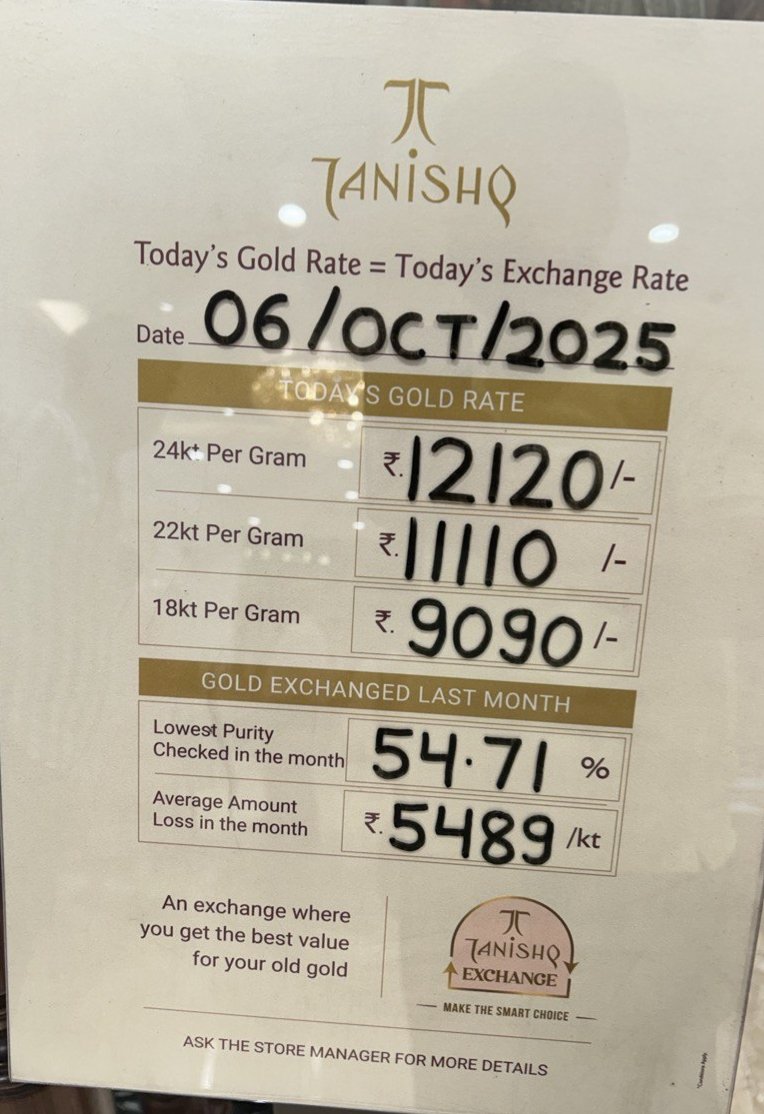 TANISHQ
Today's Gold Rate = Today's Exchange Rate
Date 06/OCT/2025
TODAY'S GOLD RATE
24kt Per Gram ₹.12120/-
22kt Per Gram ₹.11110 /-
18kt Per Gram ₹. 9090/-
GOLD EXCHANGED LAST MONTH
Lowest Purity
Checked in the month 54.71 %
Average Amount
Loss in the month ₹.5489/kt
An exchange where
you get the best value
for your old gold
TANISHQ
EXCHANGE
MAKE THE SMART CHOICE
ASK THE STORE MANAGER FOR MORE DETAILS
*Conditions Apply